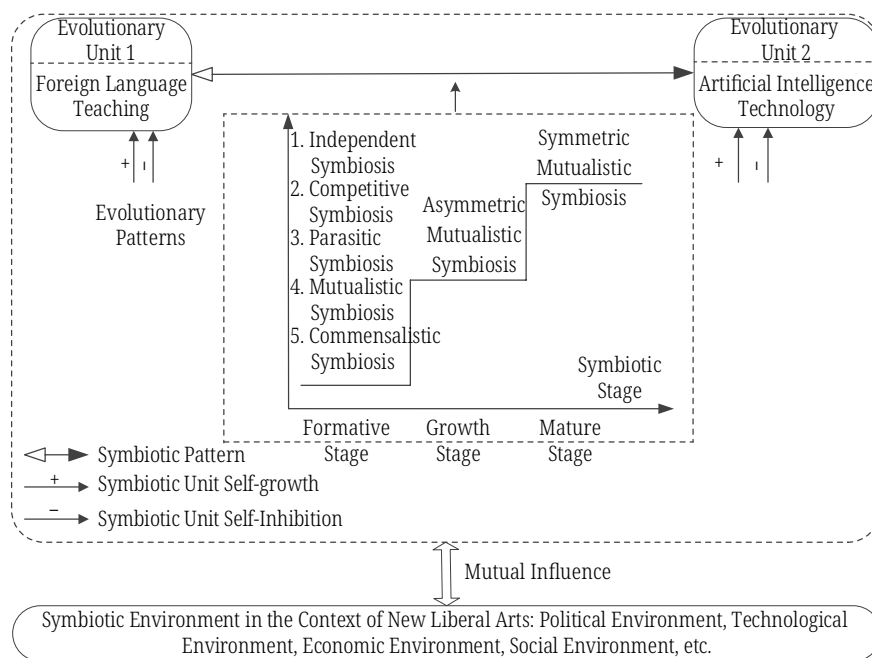 Evolutionary
Unit 1
Foreign Language
Teaching
Evolutionary
Unit 2
Artificial Intelligence
Technology
+
–
Evolutionary
Patterns
+
–
1. Independent
Symbiosis
2. Competitive
Symbiosis
3. Parasitic
Symbiosis
4. Mutualistic
Symbiosis
5. Commensalistic
Symbiosis
Asymmetric
Mutualistic
Symbiosis
Symmetric
Mutualistic
Symbiosis
Symbiotic
Stage
Formative
Stage
Growth
Stage
Mature
Stage
Symbiotic Pattern
+
Symbiotic Unit Self-growth
–
Symbiotic Unit Self-Inhibition
Mutual Influence
Symbiotic Environment in the Context of New Liberal Arts: Political Environment, Technological
Environment, Economic Environment, Social Environment, etc.